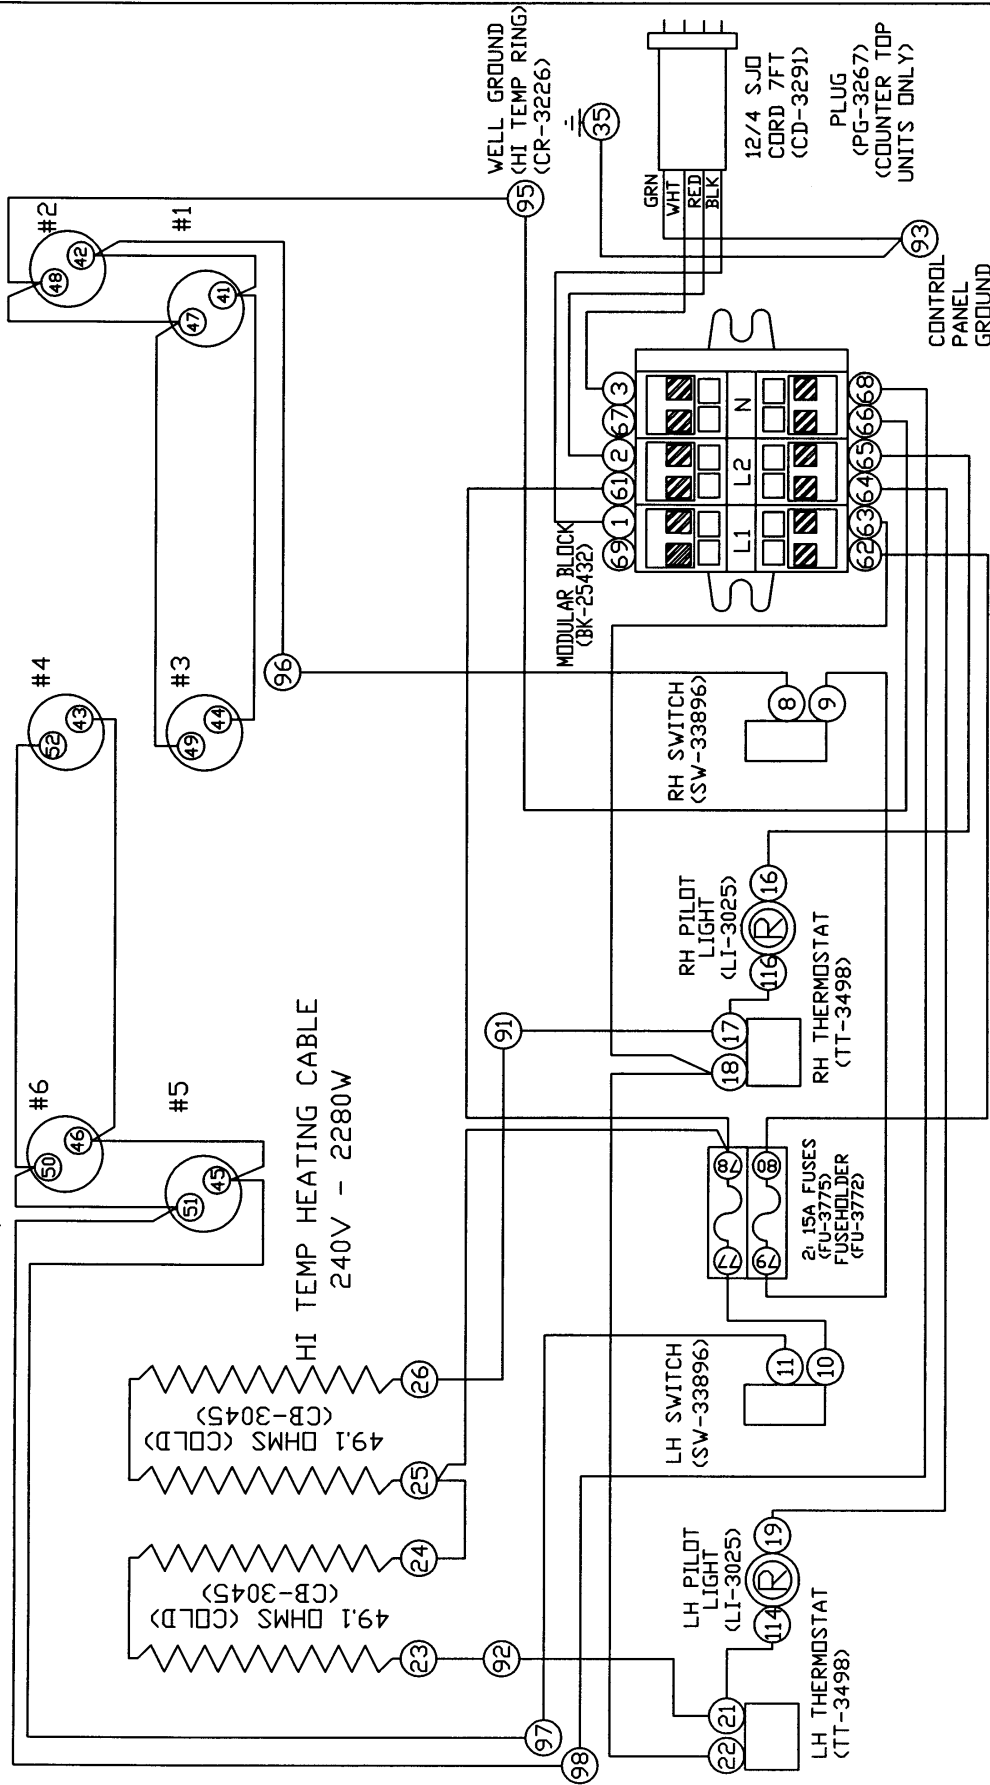 WELL GROUND
(HI TEMP RING)
(CR-3226)
95
35
12/4 SJO
CORD 7FT
(CD-3291)
PLUG
(PG-3267)
(COUNTER TOP
UNITS ONLY)
GRN
WHT
RED
BLK
93
CONTROL
PANEL
GROUND
#2
48
42
#1
47
41
#4
52
43
#3
49
44
96
#6
50
46
#5
51
45
HI TEMP HEATING CABLE
240V - 2280W
MODULAR BLOCK
(BK-25432)
69
1
61
2
67
3
L1
L2
N
62
63
64
65
66
68
RH SWITCH
(SW-33896)
8
9
RH PILOT
LIGHT
(LI-3025)
116
R
16
91
18
17
RH THERMOSTAT
(TT-3498)
77
78
79
80
2: 15A FUSES
(FU-3775)
FUSEHOLDER
(FU-3772)
49.1 OHMS (COLD)
(CB-3045)
26
25
49.1 OHMS (COLD)
(CB-3045)
24
23
92
97
98
LH SWITCH
(SW-33896)
11
10
LH PILOT
LIGHT
(LI-3025)
114
R
19
22
21
LH THERMOSTAT
(TT-3498)